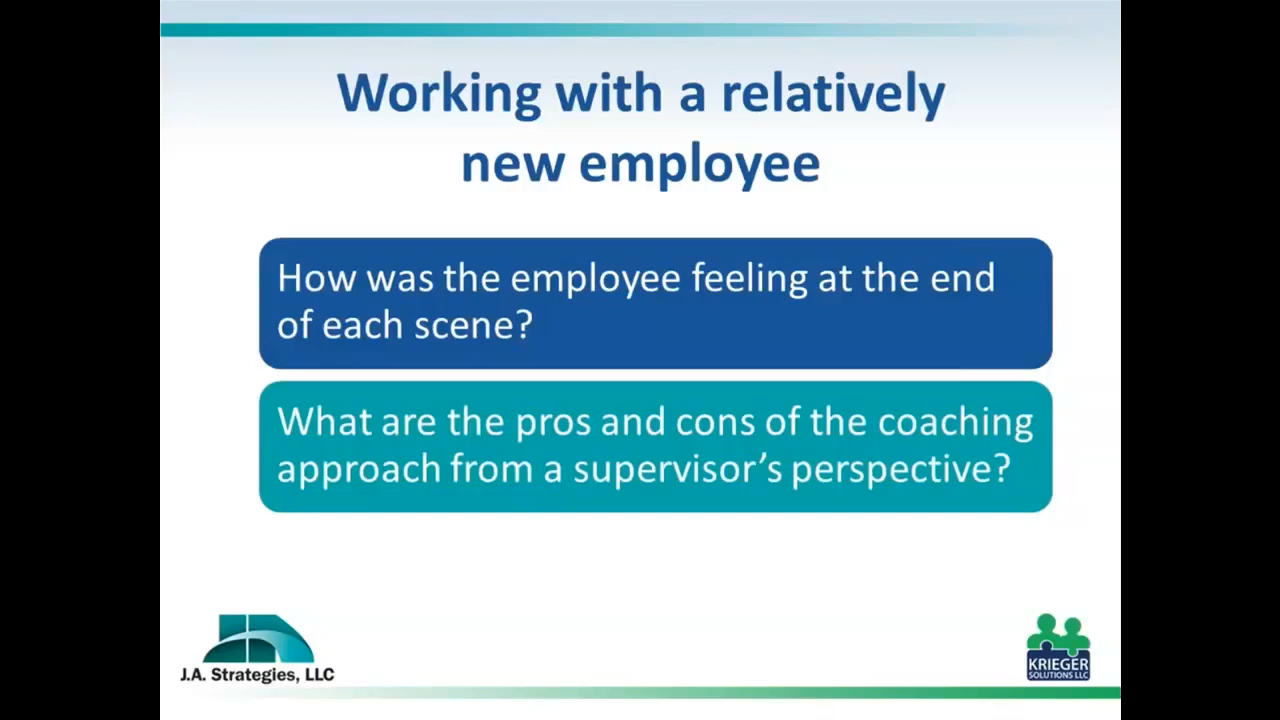 Working with a relatively
new employee
How was the employee feeling at the end
of each scene?
What are the pros and cons of the coaching
approach from a supervisor’s perspective?
J.A. Strategies, LLC
KRIEGER
SOLUTIONS LLC